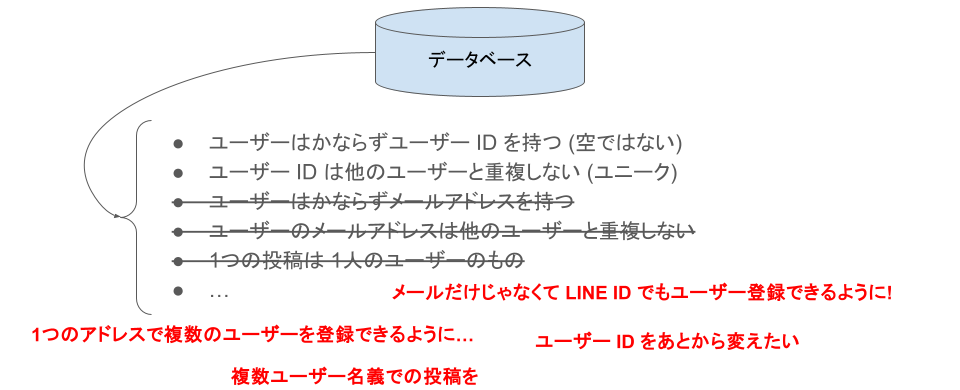 データベース
● ユーザーはかならずユーザー ID を持つ (空ではない)
● ユーザー ID は他のユーザーと重複しない (ユニーク)
● ユーザーはかならずメールアドレスを持つ
● ユーザーのメールアドレスは他のユーザーと重複しない
● 1つの投稿は 1人のユーザーのもの
● …
メールだけじゃなくて LINE ID でもユーザー登録できるように!
1つのアドレスで複数のユーザーを登録できるように…
ユーザー ID をあとから変えたい
複数ユーザー名義での投稿を